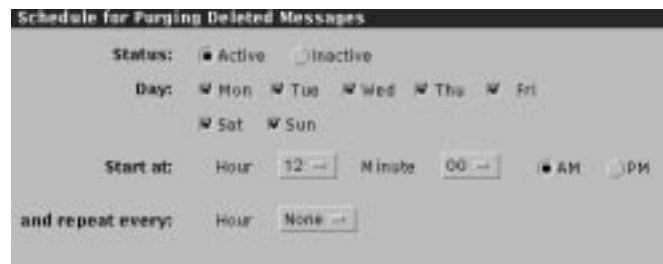 Schedule for Purging Deleted Messages
Status: Active Inactive
Day: Mon Tue Wed Thu Fri
Sat Sun
Start at: Hour 12 Minute 00 AM PM
and repeat every: Hour None